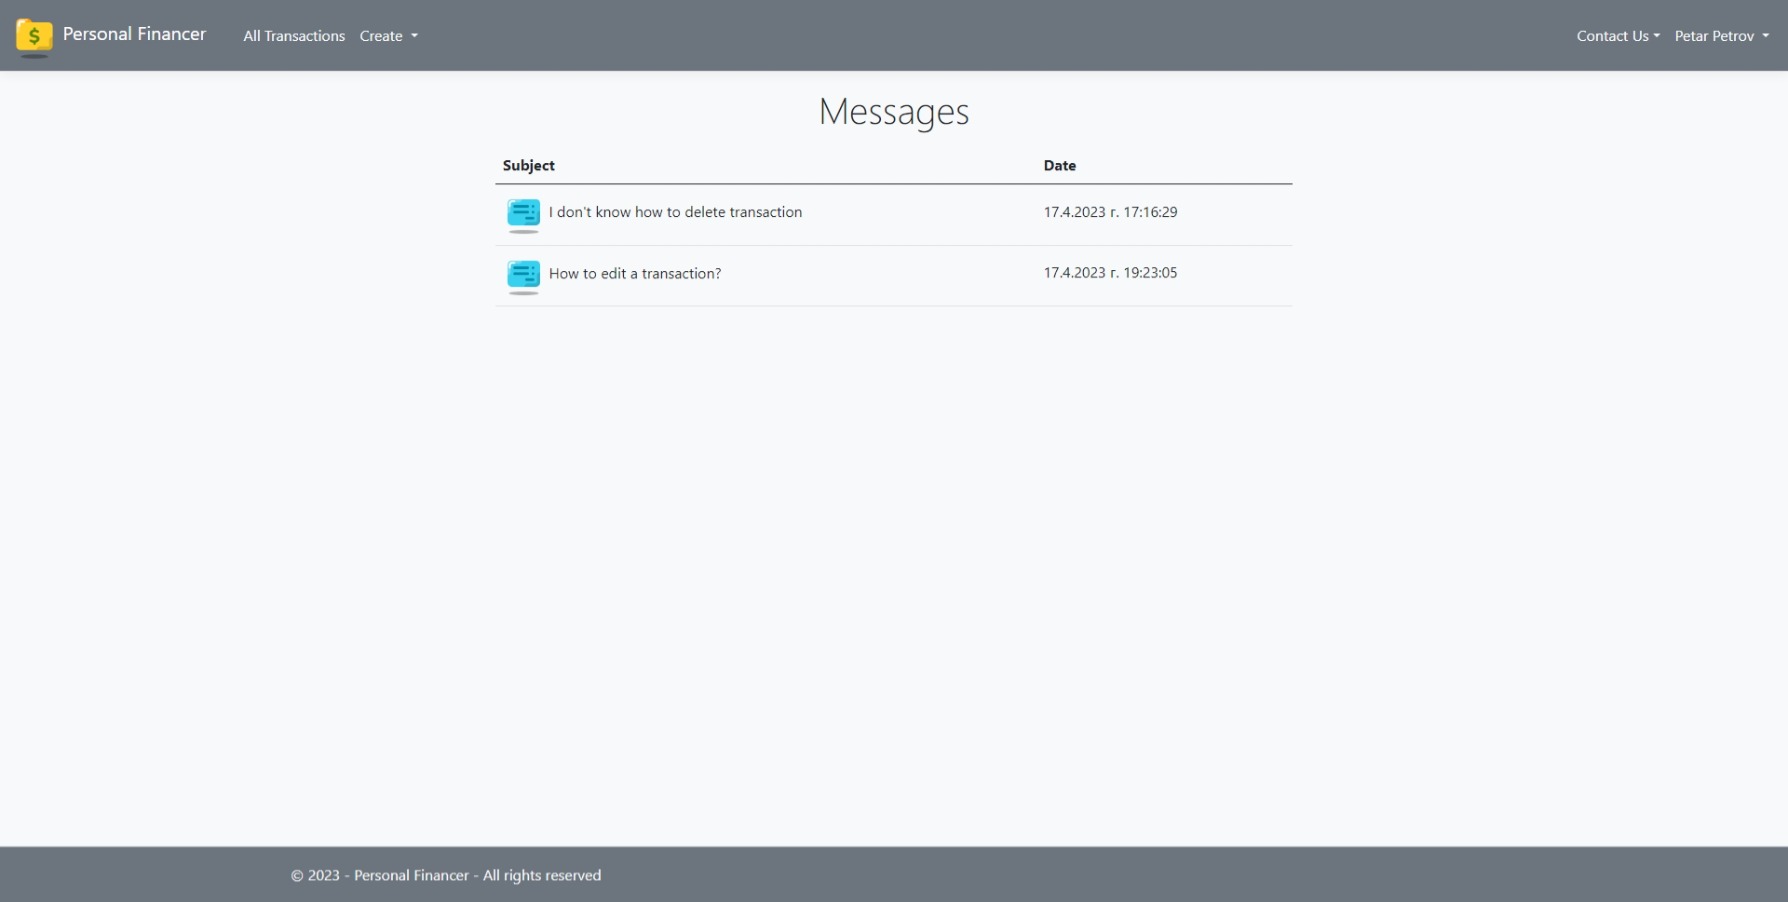 Personal Financer All Transactions Create Contact Us Petar Petrov
Messages
Subject Date
I don't know how to delete transaction 17.4.2023 г. 17:16:29
How to edit a transaction? 17.4.2023 г. 19:23:05
© 2023 - Personal Financer - All rights reserved